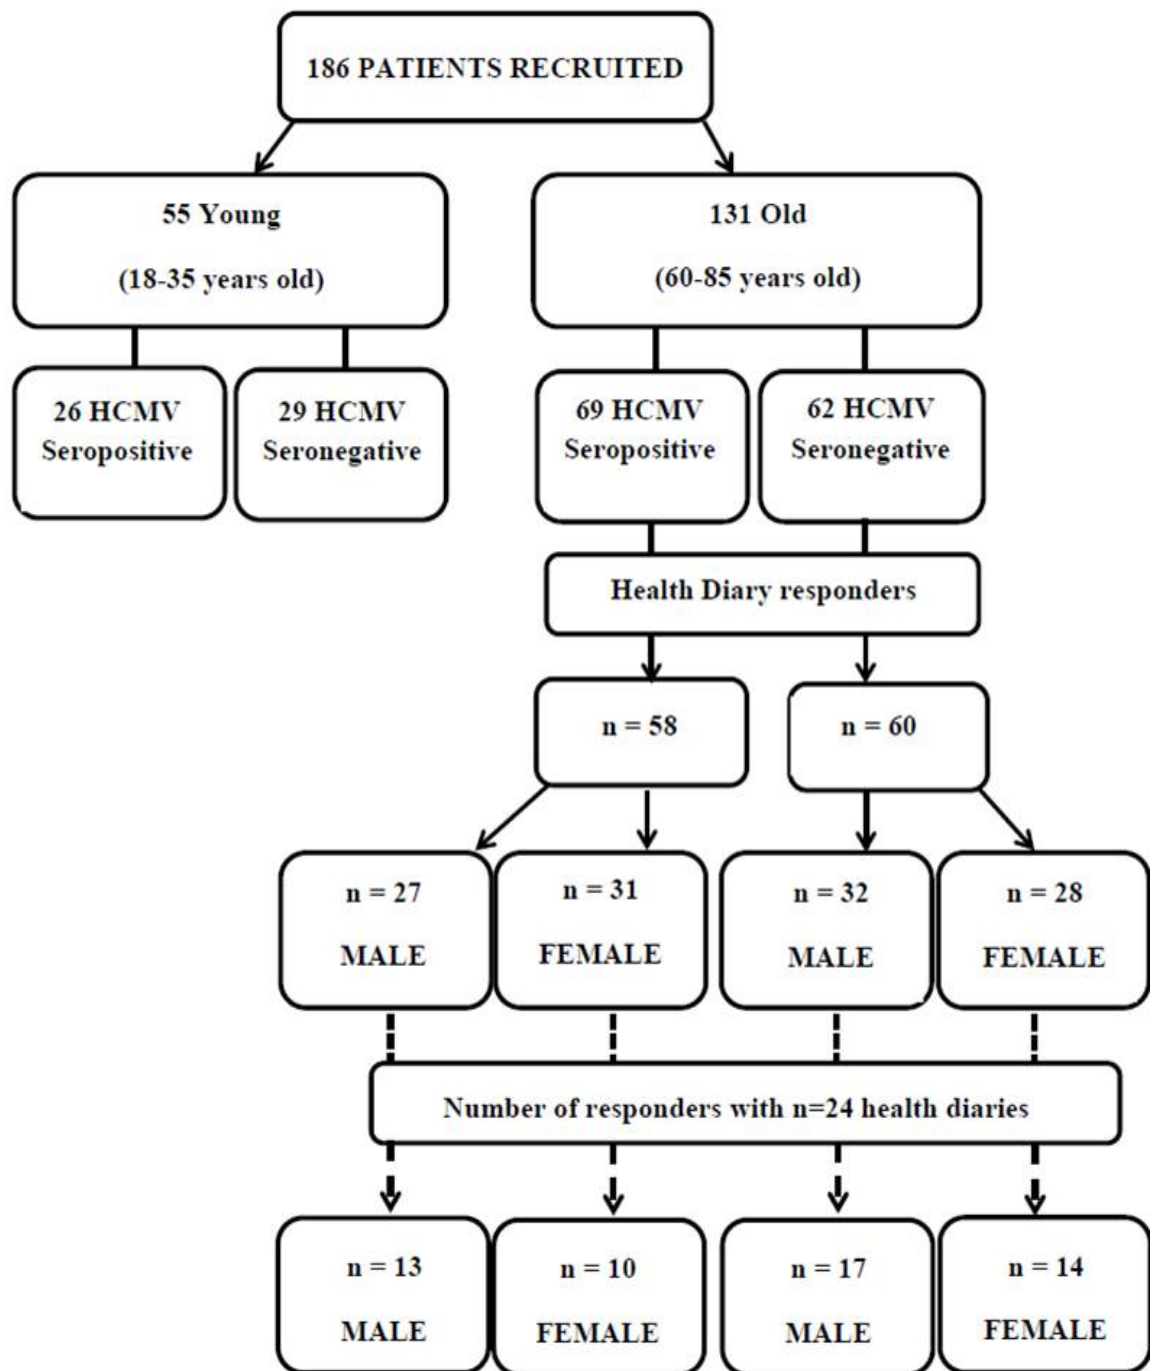 186 PATIENTS RECRUITED
55 Young
(18-35 years old)
131 Old
(60-85 years old)
26 HCMV
Seropositive
29 HCMV
Seronegative
69 HCMV
Seropositive
62 HCMV
Seronegative
Health Diary responders
n = 58
n = 60
n = 27
MALE
n = 31
FEMALE
n = 32
MALE
n = 28
FEMALE
Number of responders with n=24 health diaries
n = 13
MALE
n = 10
FEMALE
n = 17
MALE
n = 14
FEMALE